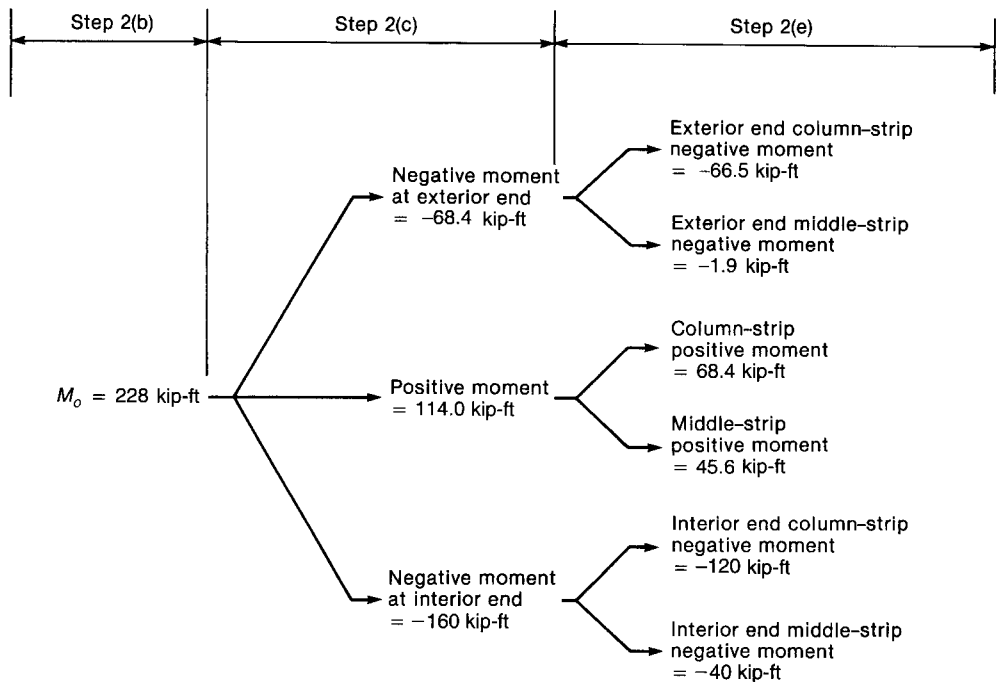 Step 2(b)
Step 2(c)
Step 2(e)
Exterior end column–strip
negative moment
= –66.5 kip-ft
Negative moment
at exterior end
= –68.4 kip-ft
Exterior end middle–strip
negative moment
= –1.9 kip-ft
Column–strip
positive moment
= 68.4 kip-ft
M_o = 228 kip-ft
Positive moment
= 114.0 kip-ft
Middle–strip
positive moment
= 45.6 kip-ft
Interior end column–strip
negative moment
= –120 kip-ft
Negative moment
at interior end
= –160 kip-ft
Interior end middle–strip
negative moment
= –40 kip-ft